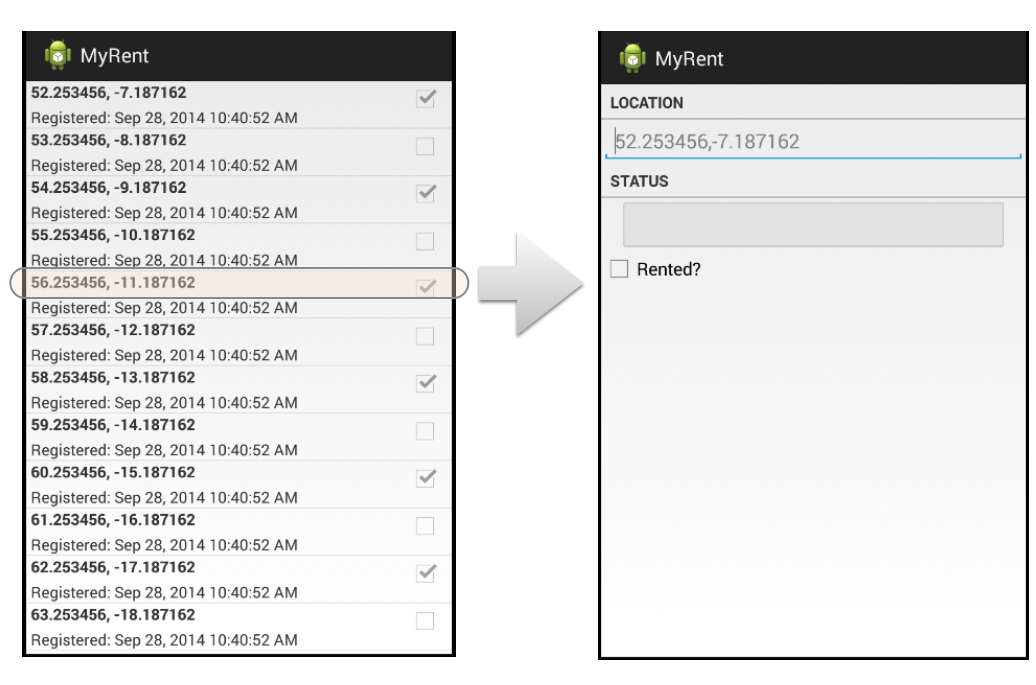 MyRent
52.253456, -7.187162
Registered: Sep 28, 2014 10:40:52 AM
53.253456, -8.187162
Registered: Sep 28, 2014 10:40:52 AM
54.253456, -9.187162
Registered: Sep 28, 2014 10:40:52 AM
55.253456, -10.187162
Registered: Sep 28, 2014 10:40:52 AM
56.253456, -11.187162
Registered: Sep 28, 2014 10:40:52 AM
57.253456, -12.187162
Registered: Sep 28, 2014 10:40:52 AM
58.253456, -13.187162
Registered: Sep 28, 2014 10:40:52 AM
59.253456, -14.187162
Registered: Sep 28, 2014 10:40:52 AM
60.253456, -15.187162
Registered: Sep 28, 2014 10:40:52 AM
61.253456, -16.187162
Registered: Sep 28, 2014 10:40:52 AM
62.253456, -17.187162
Registered: Sep 28, 2014 10:40:52 AM
63.253456, -18.187162
Registered: Sep 28, 2014 10:40:52 AM
MyRent
LOCATION
52.253456,-7.187162
STATUS
Rented?